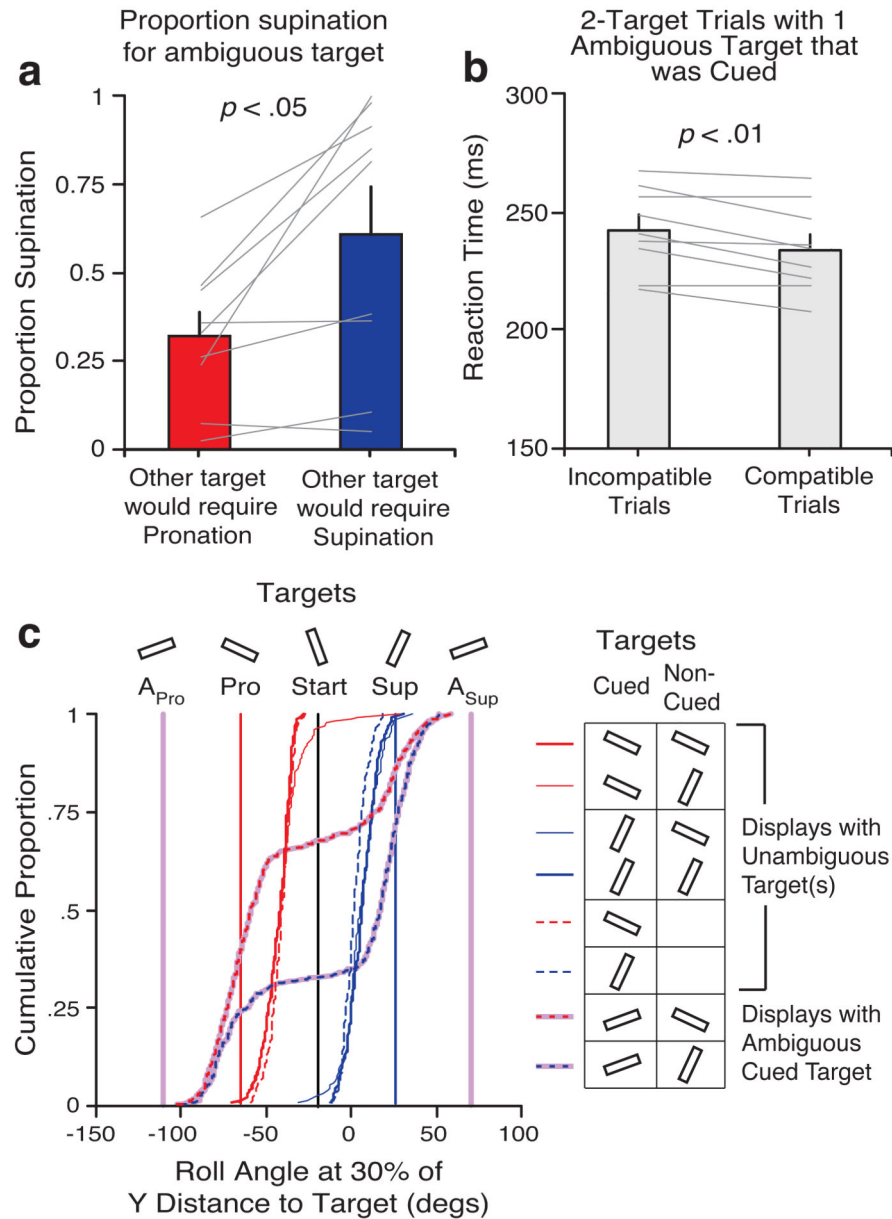 Proportion supination
for ambiguous target
a
p < .05
Proportion Supination
1
0.75
0.5
0.25
0
Other target
would require
Pronation
Other target
would require
Supination
2-Target Trials with 1
Ambiguous Target that
was Cued
b
p < .01
Reaction Time (ms)
300
250
200
150
Incompatible
Trials
Compatible
Trials
c
Targets
A_Pro Pro Start Sup A_Sup
Cumulative Proportion
1
.75
.5
.25
0
-150 -100 -50 0 50 100
Roll Angle at 30% of
Y Distance to Target (degs)
Targets
Cued Non-
Cued
Displays with
Unambiguous
Target(s)
Displays with
Ambiguous
Cued Target